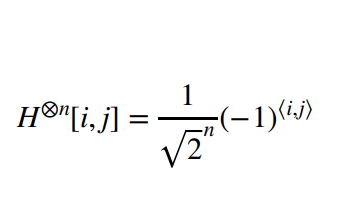 H^{⊗n}[i,j] = \frac{1}{\sqrt{2}^n}(−1)^{⟨i,j⟩}